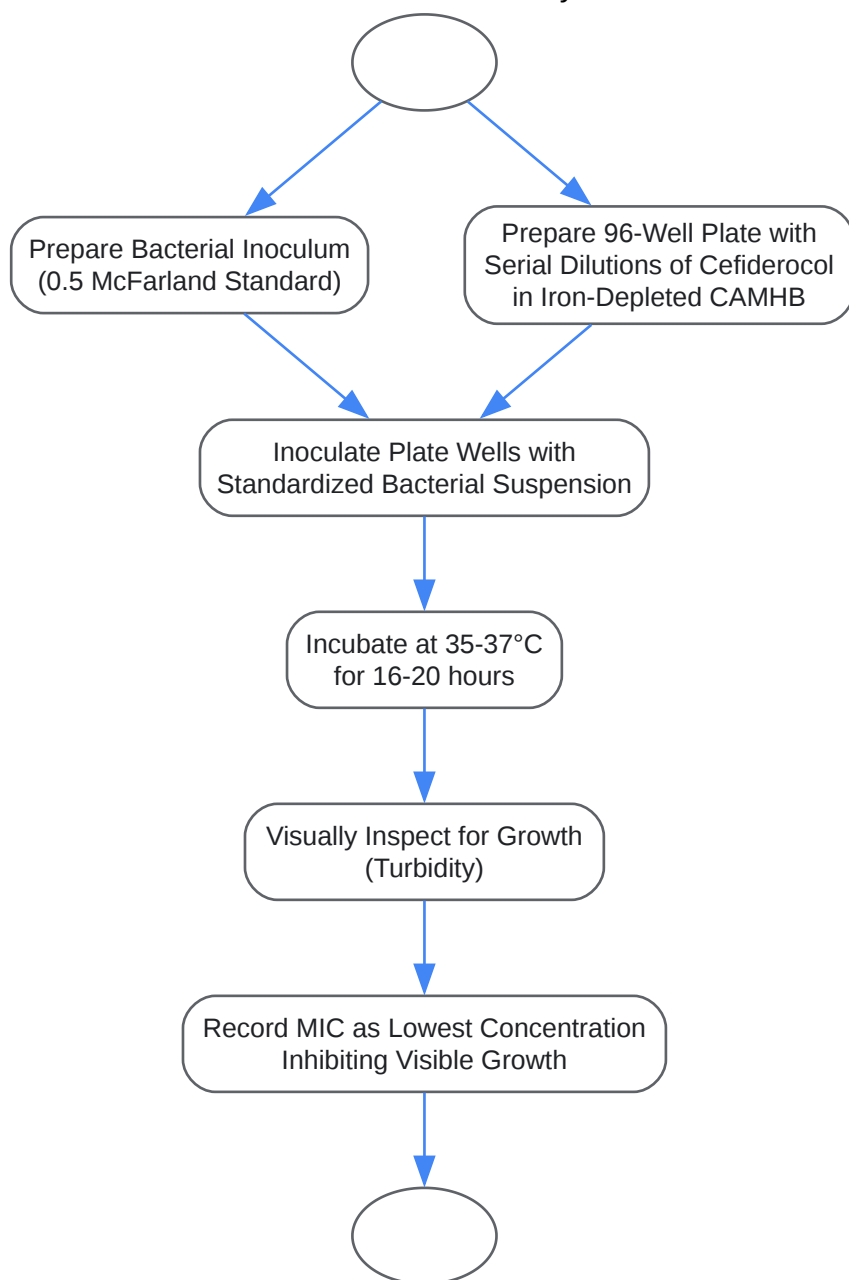 Prepare Bacterial Inoculum
(0.5 McFarland Standard)
Prepare 96-Well Plate with
Serial Dilutions of Cefiderocol
in Iron-Depleted CAMHB
Inoculate Plate Wells with
Standardized Bacterial Suspension
Incubate at 35-37°C
for 16-20 hours
Visually Inspect for Growth
(Turbidity)
Record MIC as Lowest Concentration
Inhibiting Visible Growth